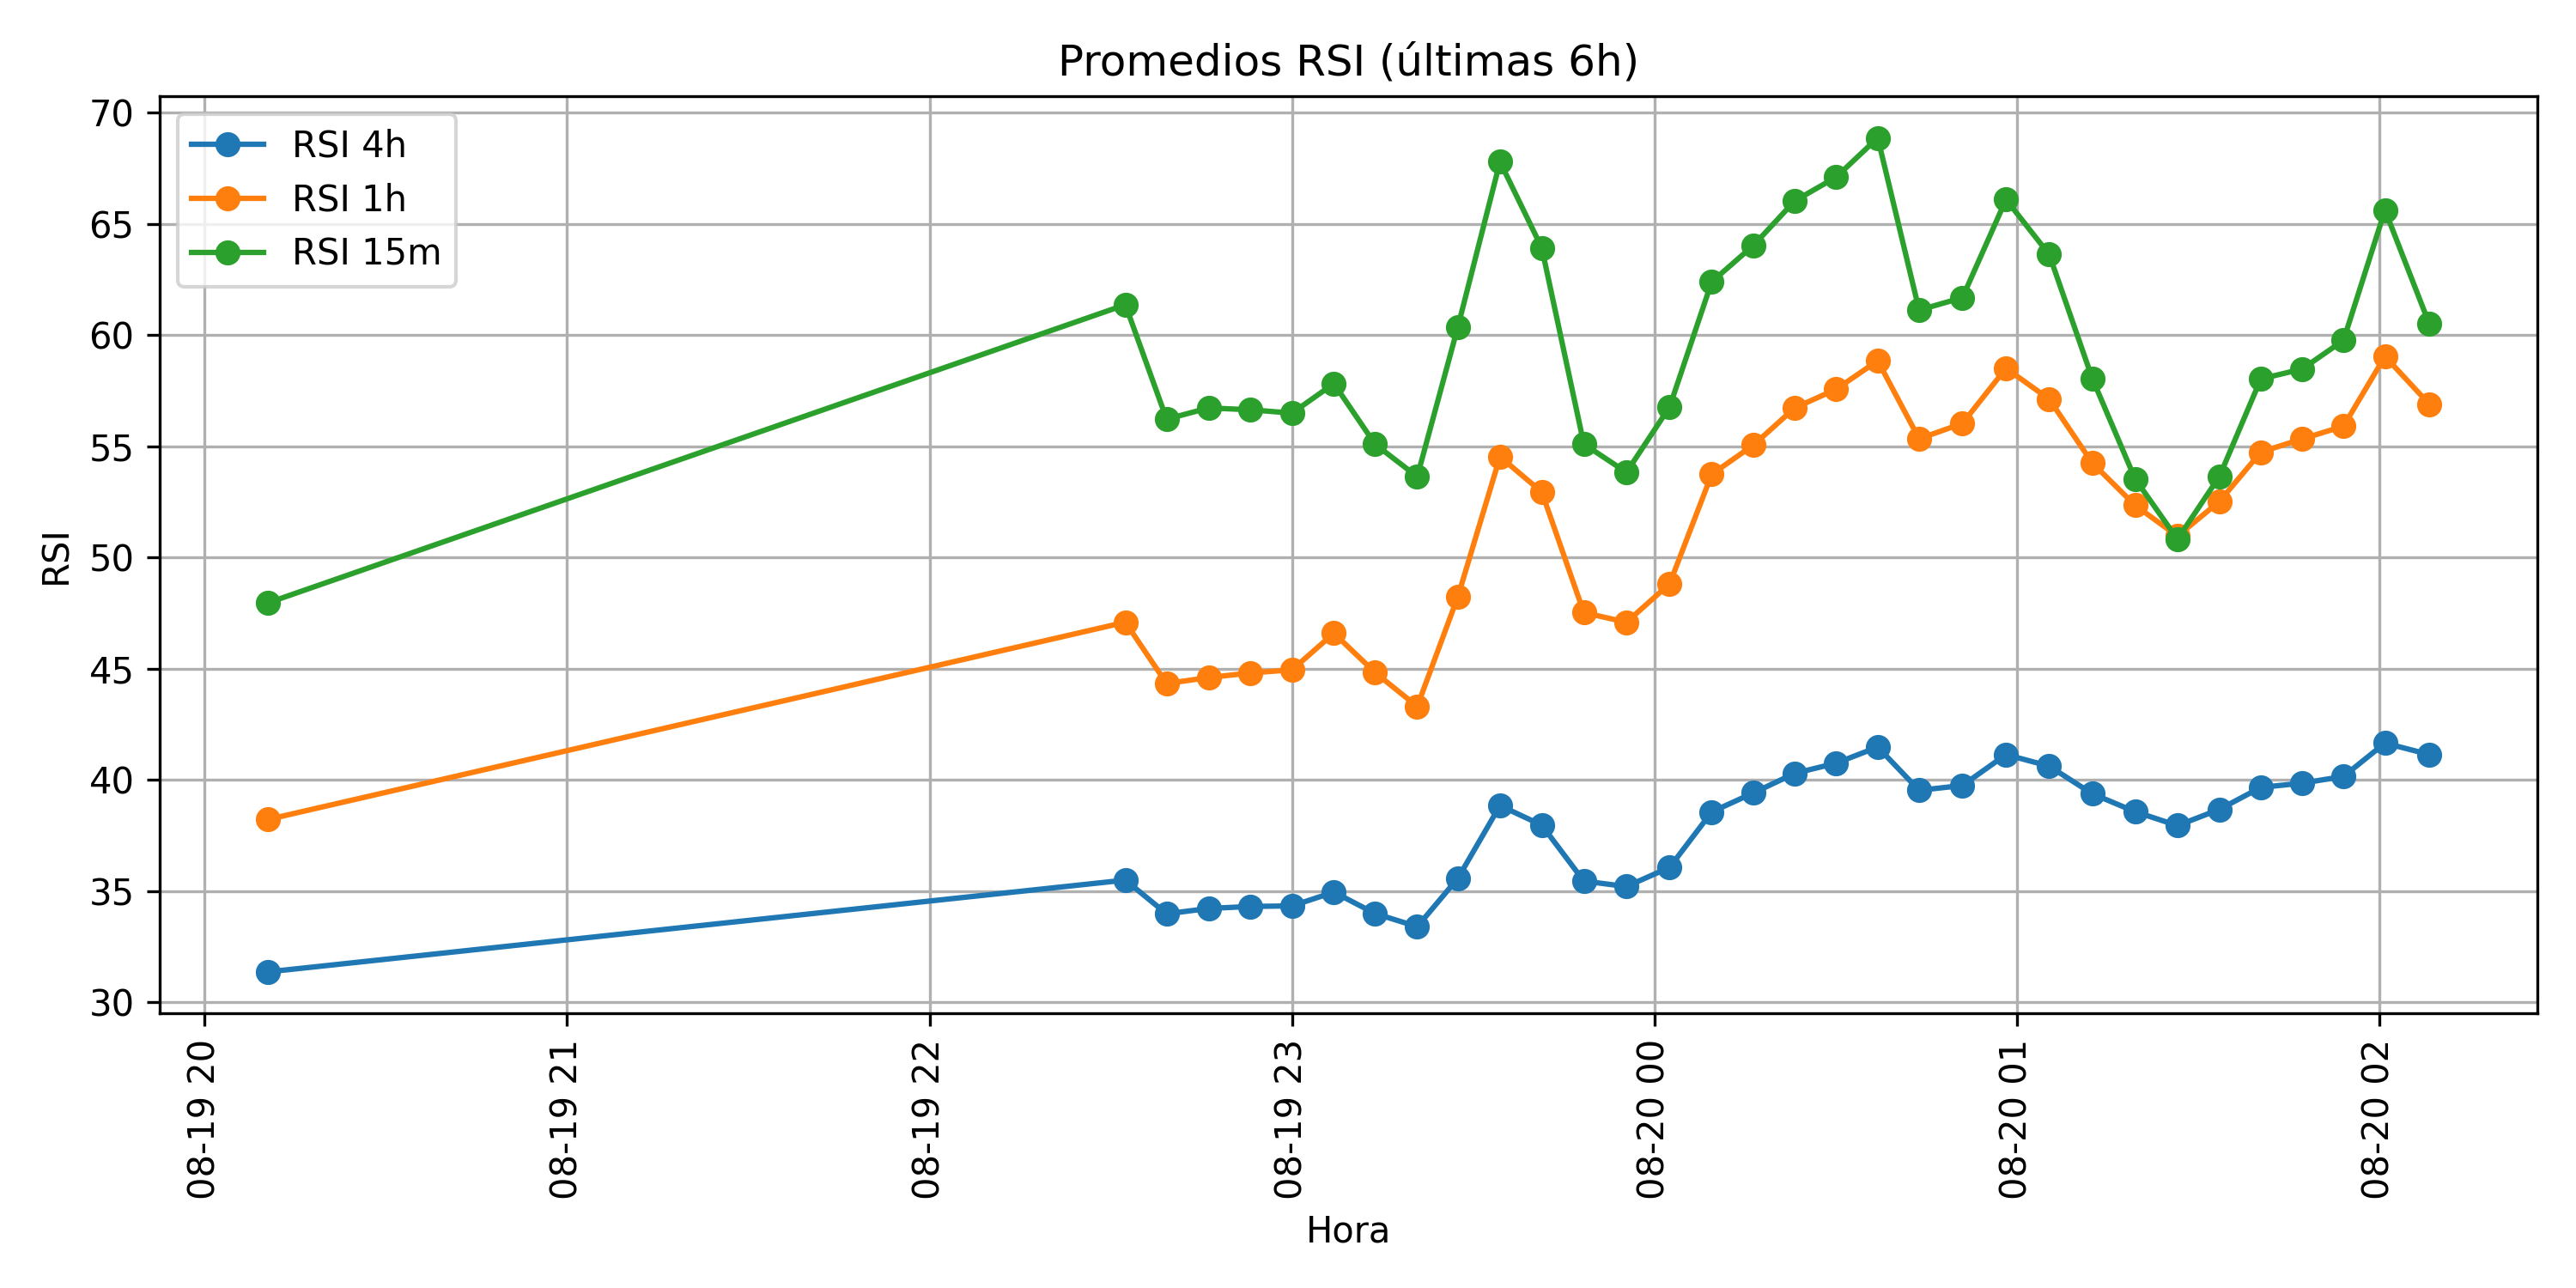 Promedios RSI (últimas 6h)
RSI 4h
RSI 1h
RSI 15m
70
65
60
55
50
45
40
35
30
RSI
08-19 20
08-19 21
08-19 22
08-19 23
08-20 00
08-20 01
08-20 02
Hora